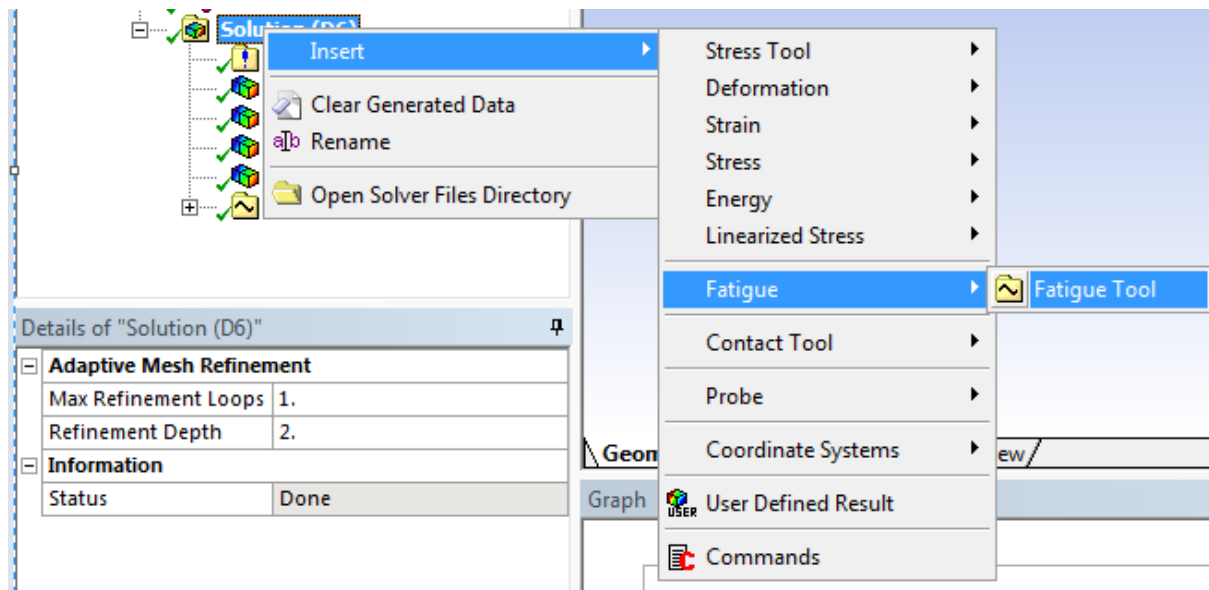 Solution (D6)
Insert
Clear Generated Data
Rename
Open Solver Files Directory
Stress Tool
Deformation
Strain
Stress
Energy
Linearized Stress
Fatigue
Fatigue Tool
Contact Tool
Probe
Coordinate Systems
User Defined Result
Commands
Details of "Solution (D6)"
Adaptive Mesh Refinement
Max Refinement Loops 1.
Refinement Depth 2.
Information
Status Done
Geom
ew
Graph